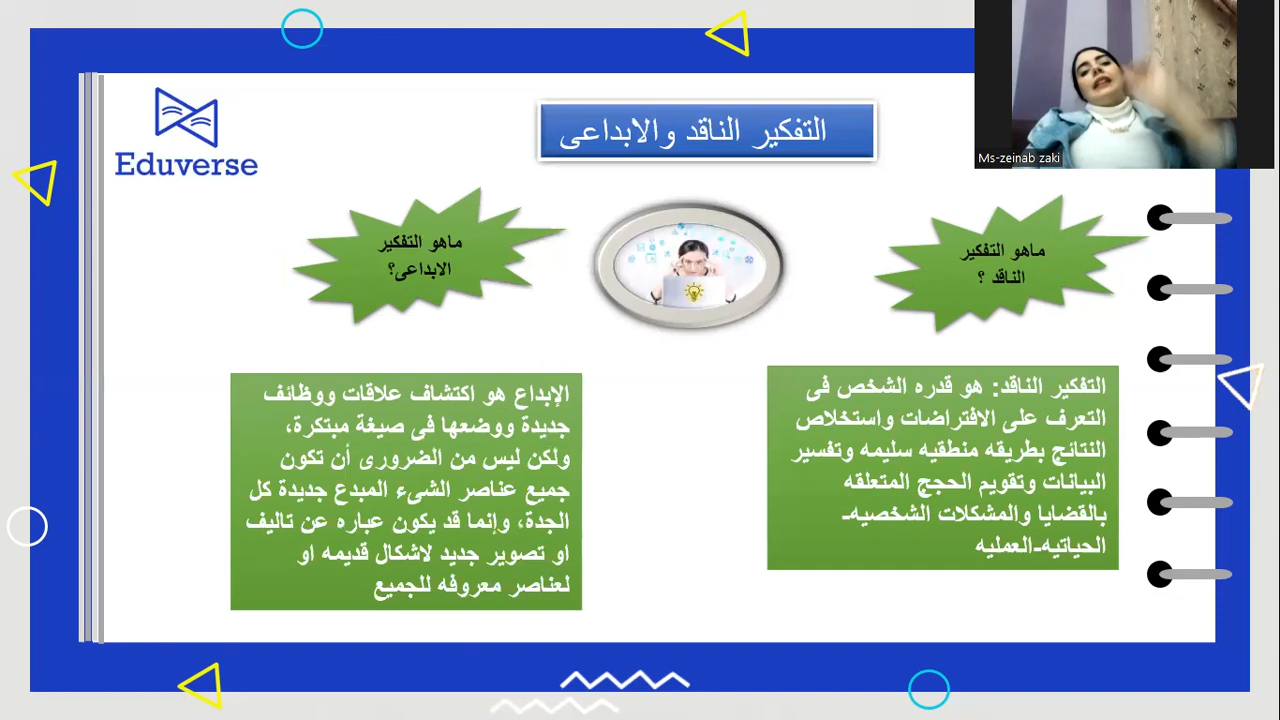 Eduverse
التفكير الناقد والابداعى
Ms-zeinab zaki
ماهو التفكير
الناقد ؟
ماهو التفكير
الابداعى؟
التفكير الناقد: هو قدره الشخص فى
التعرف على الافتراضات واستخلاص
النتائج بطريقه منطقيه سليمه وتفسير
البيانات وتقويم الحجج المتعلقه
بالقضايا والمشكلات الشخصيه-
الحياتيه-العمليه
الإبداع هو اكتشاف علاقات ووظائف
جديدة ووضعها فى صيغة مبتكرة،
ولكن ليس من الضرورى أن تكون
جميع عناصر الشىء المبدع جديدة كل
الجدة، وإنما قد يكون عباره عن تاليف
او تصوير جديد لاشكال قديمه او
لعناصر معروفه للجميع